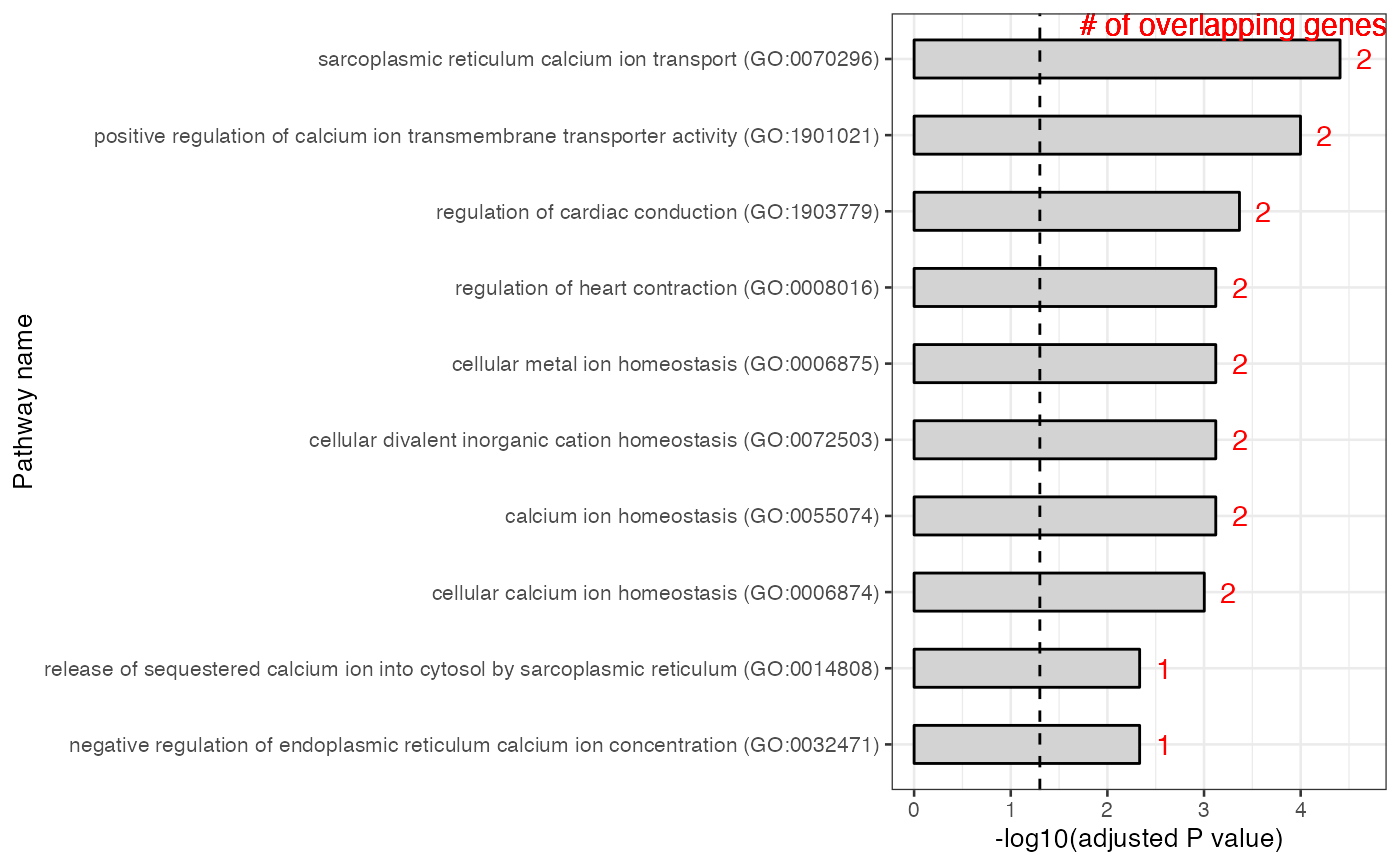 # of overlapping genes
sarcoplasmic reticulum calcium ion transport (GO:0070296) 2
positive regulation of calcium ion transmembrane transporter activity (GO:1901021) 2
regulation of cardiac conduction (GO:1903779) 2
regulation of heart contraction (GO:0008016) 2
cellular metal ion homeostasis (GO:0006875) 2
cellular divalent inorganic cation homeostasis (GO:0072503) 2
calcium ion homeostasis (GO:0055074) 2
cellular calcium ion homeostasis (GO:0006874) 2
release of sequestered calcium ion into cytosol by sarcoplasmic reticulum (GO:0014808) 1
negative regulation of endoplasmic reticulum calcium ion concentration (GO:0032471) 1
Pathway name
0 1 2 3 4
-log10(adjusted P value)